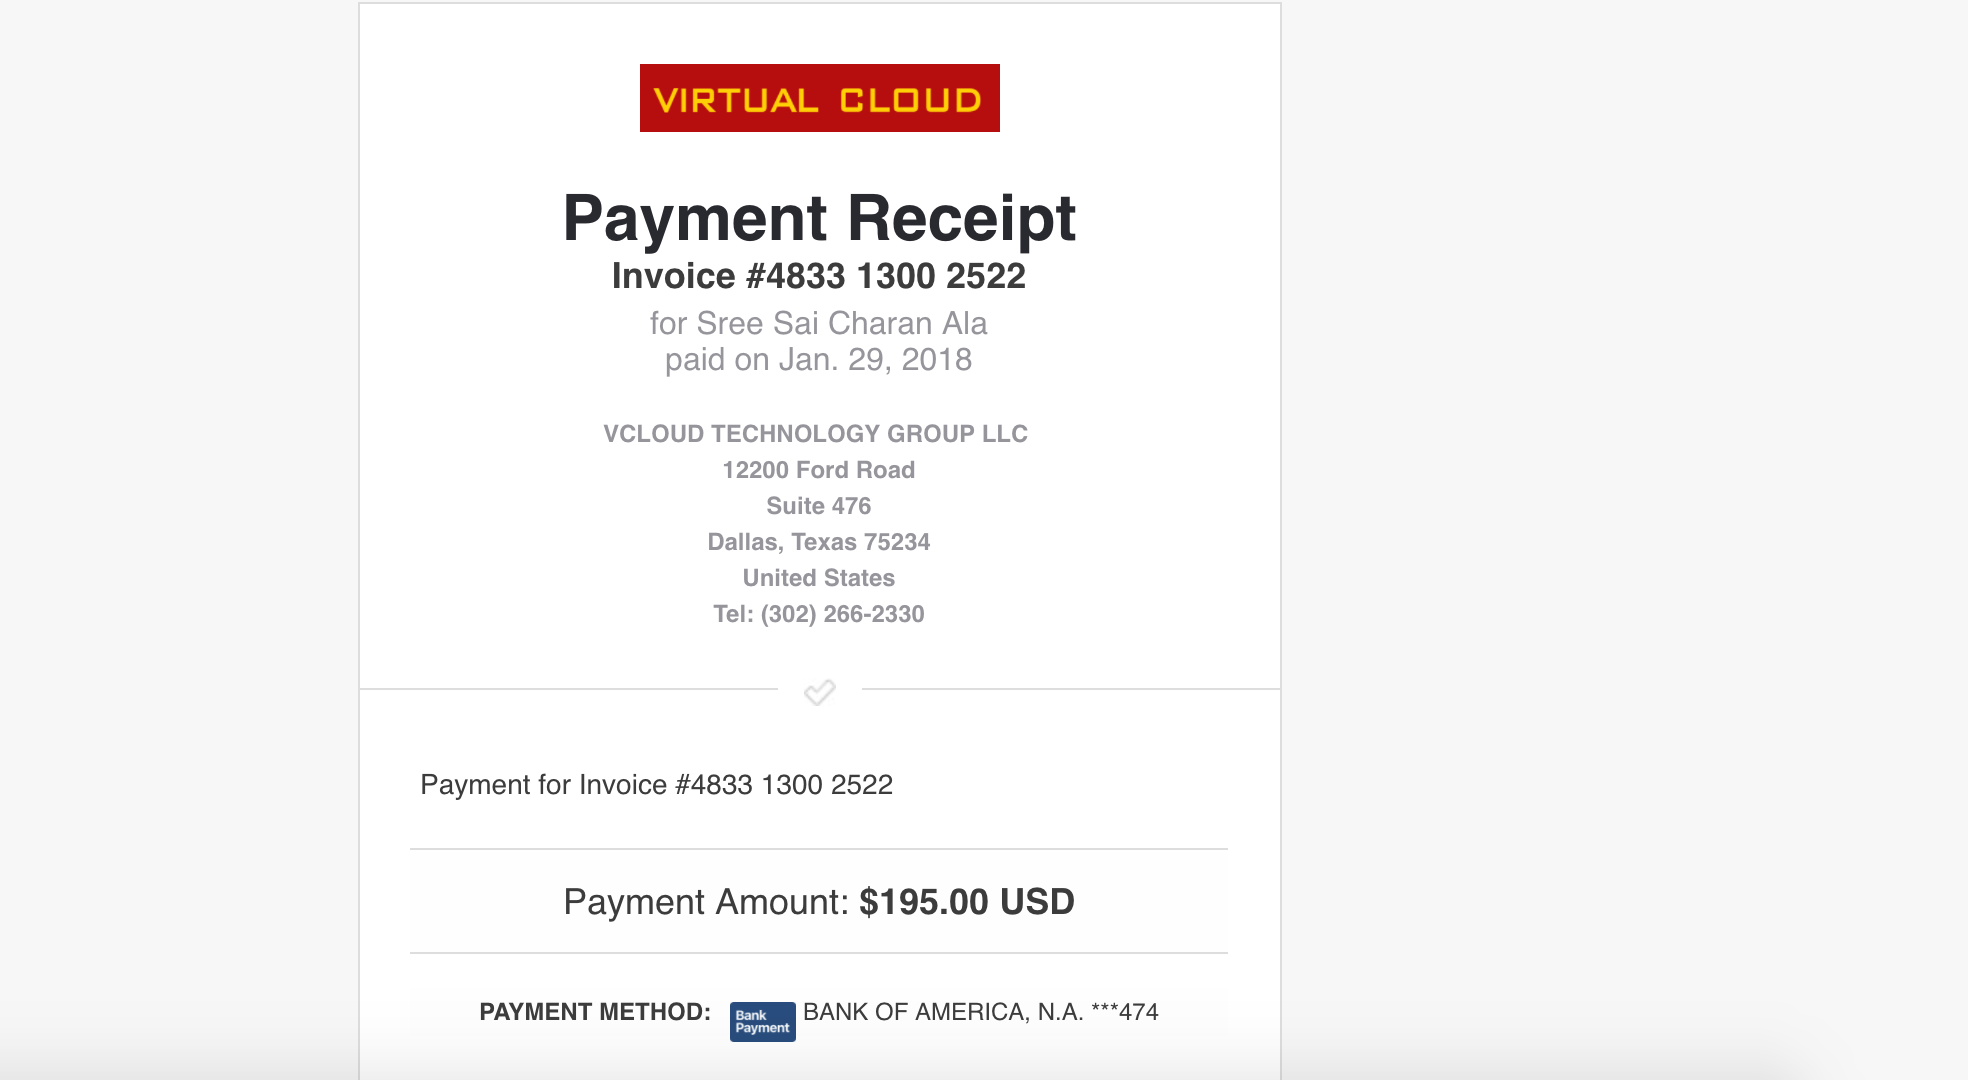 VIRTUAL CLOUD
Payment Receipt
Invoice #4833 1300 2522
for Sree Sai Charan Ala
paid on Jan. 29, 2018
VCLOUD TECHNOLOGY GROUP LLC
12200 Ford Road
Suite 476
Dallas, Texas 75234
United States
Tel: (302) 266-2330
Payment for Invoice #4833 1300 2522
Payment Amount: $195.00 USD
PAYMENT METHOD: Bank Payment BANK OF AMERICA, N.A. ***474